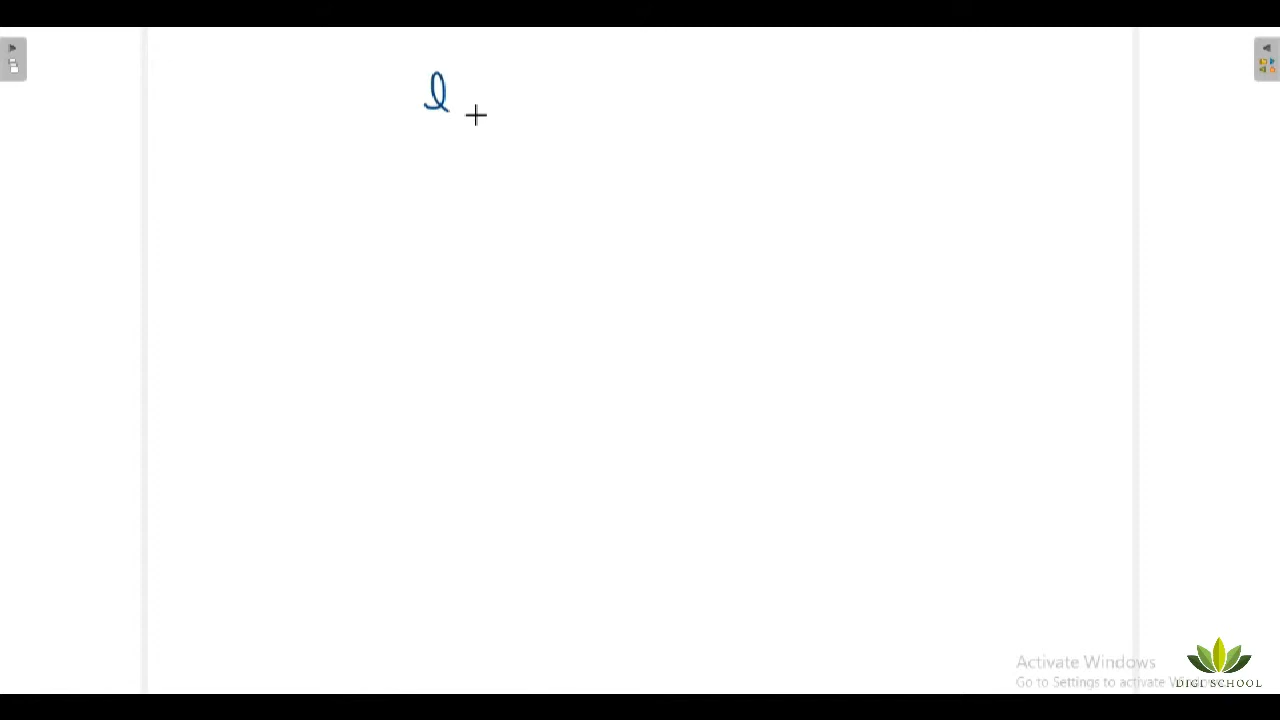 l
Activate Windows
Go to Settings to activate Windows.
DIGI SCHOOL